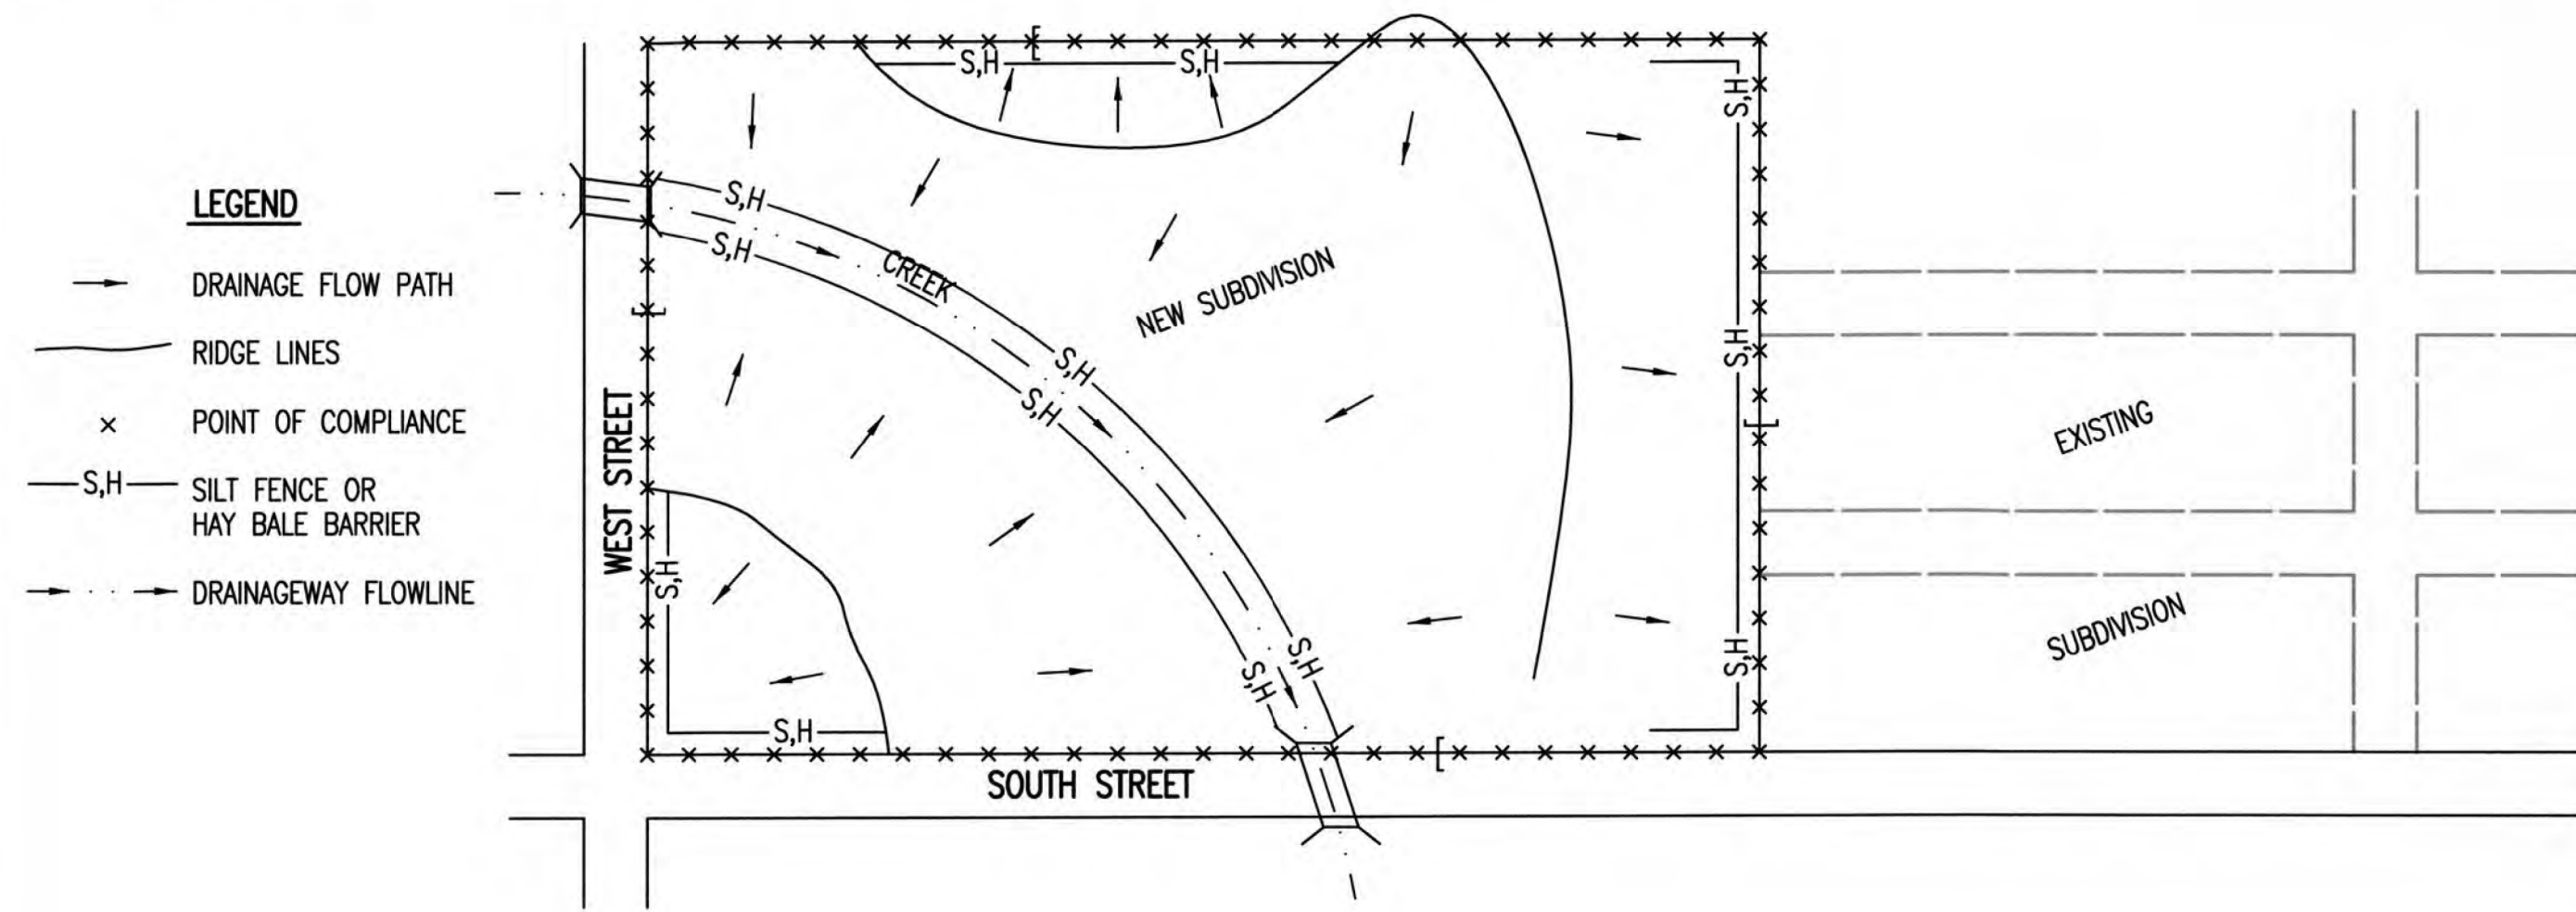 LEGEND
DRAINAGE FLOW PATH
RIDGE LINES
× POINT OF COMPLIANCE
S,H SILT FENCE OR
HAY BALE BARRIER
DRAINAGEWAY FLOWLINE
S,H
S,H
S,H
S,H
S,H
CREEK
NEW SUBDIVISION
S,H
S,H
S,H
WEST STREET
EXISTING
S,H
SUBDIVISION
S,H
S,H
S,H
S,H
SOUTH STREET